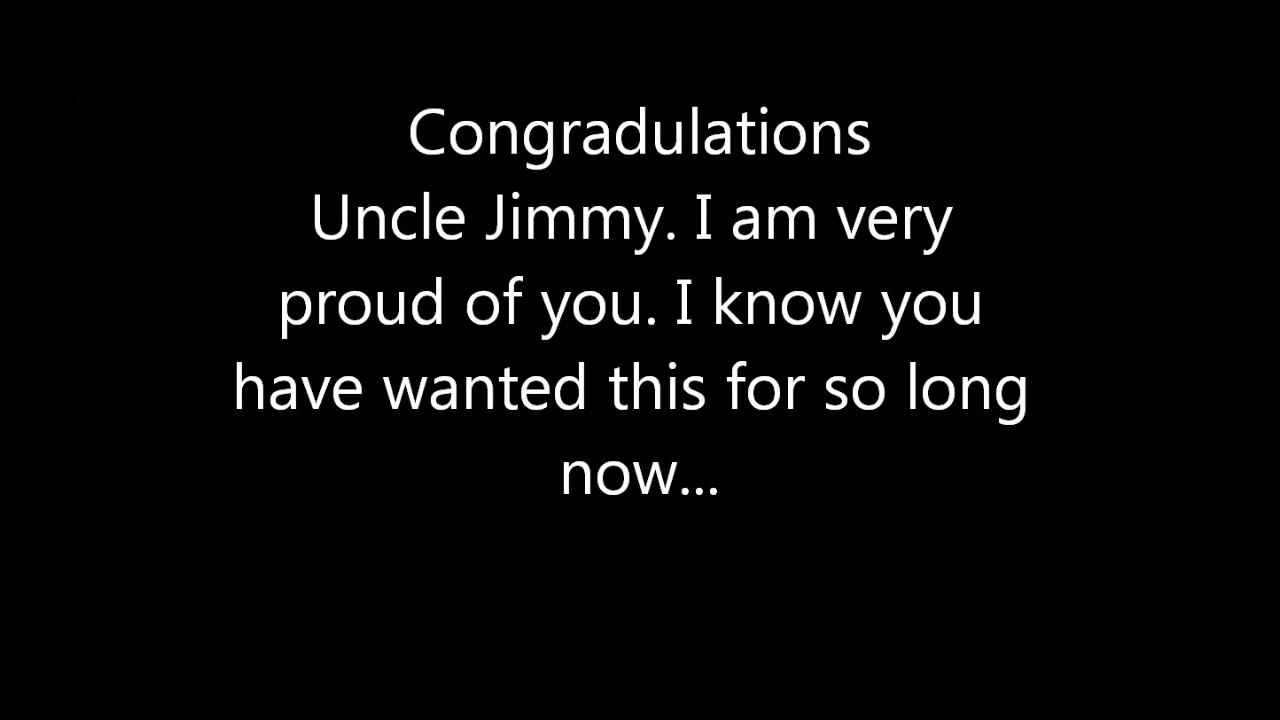 Congradulations
Uncle Jimmy. I am very
proud of you. I know you
have wanted this for so long
now...